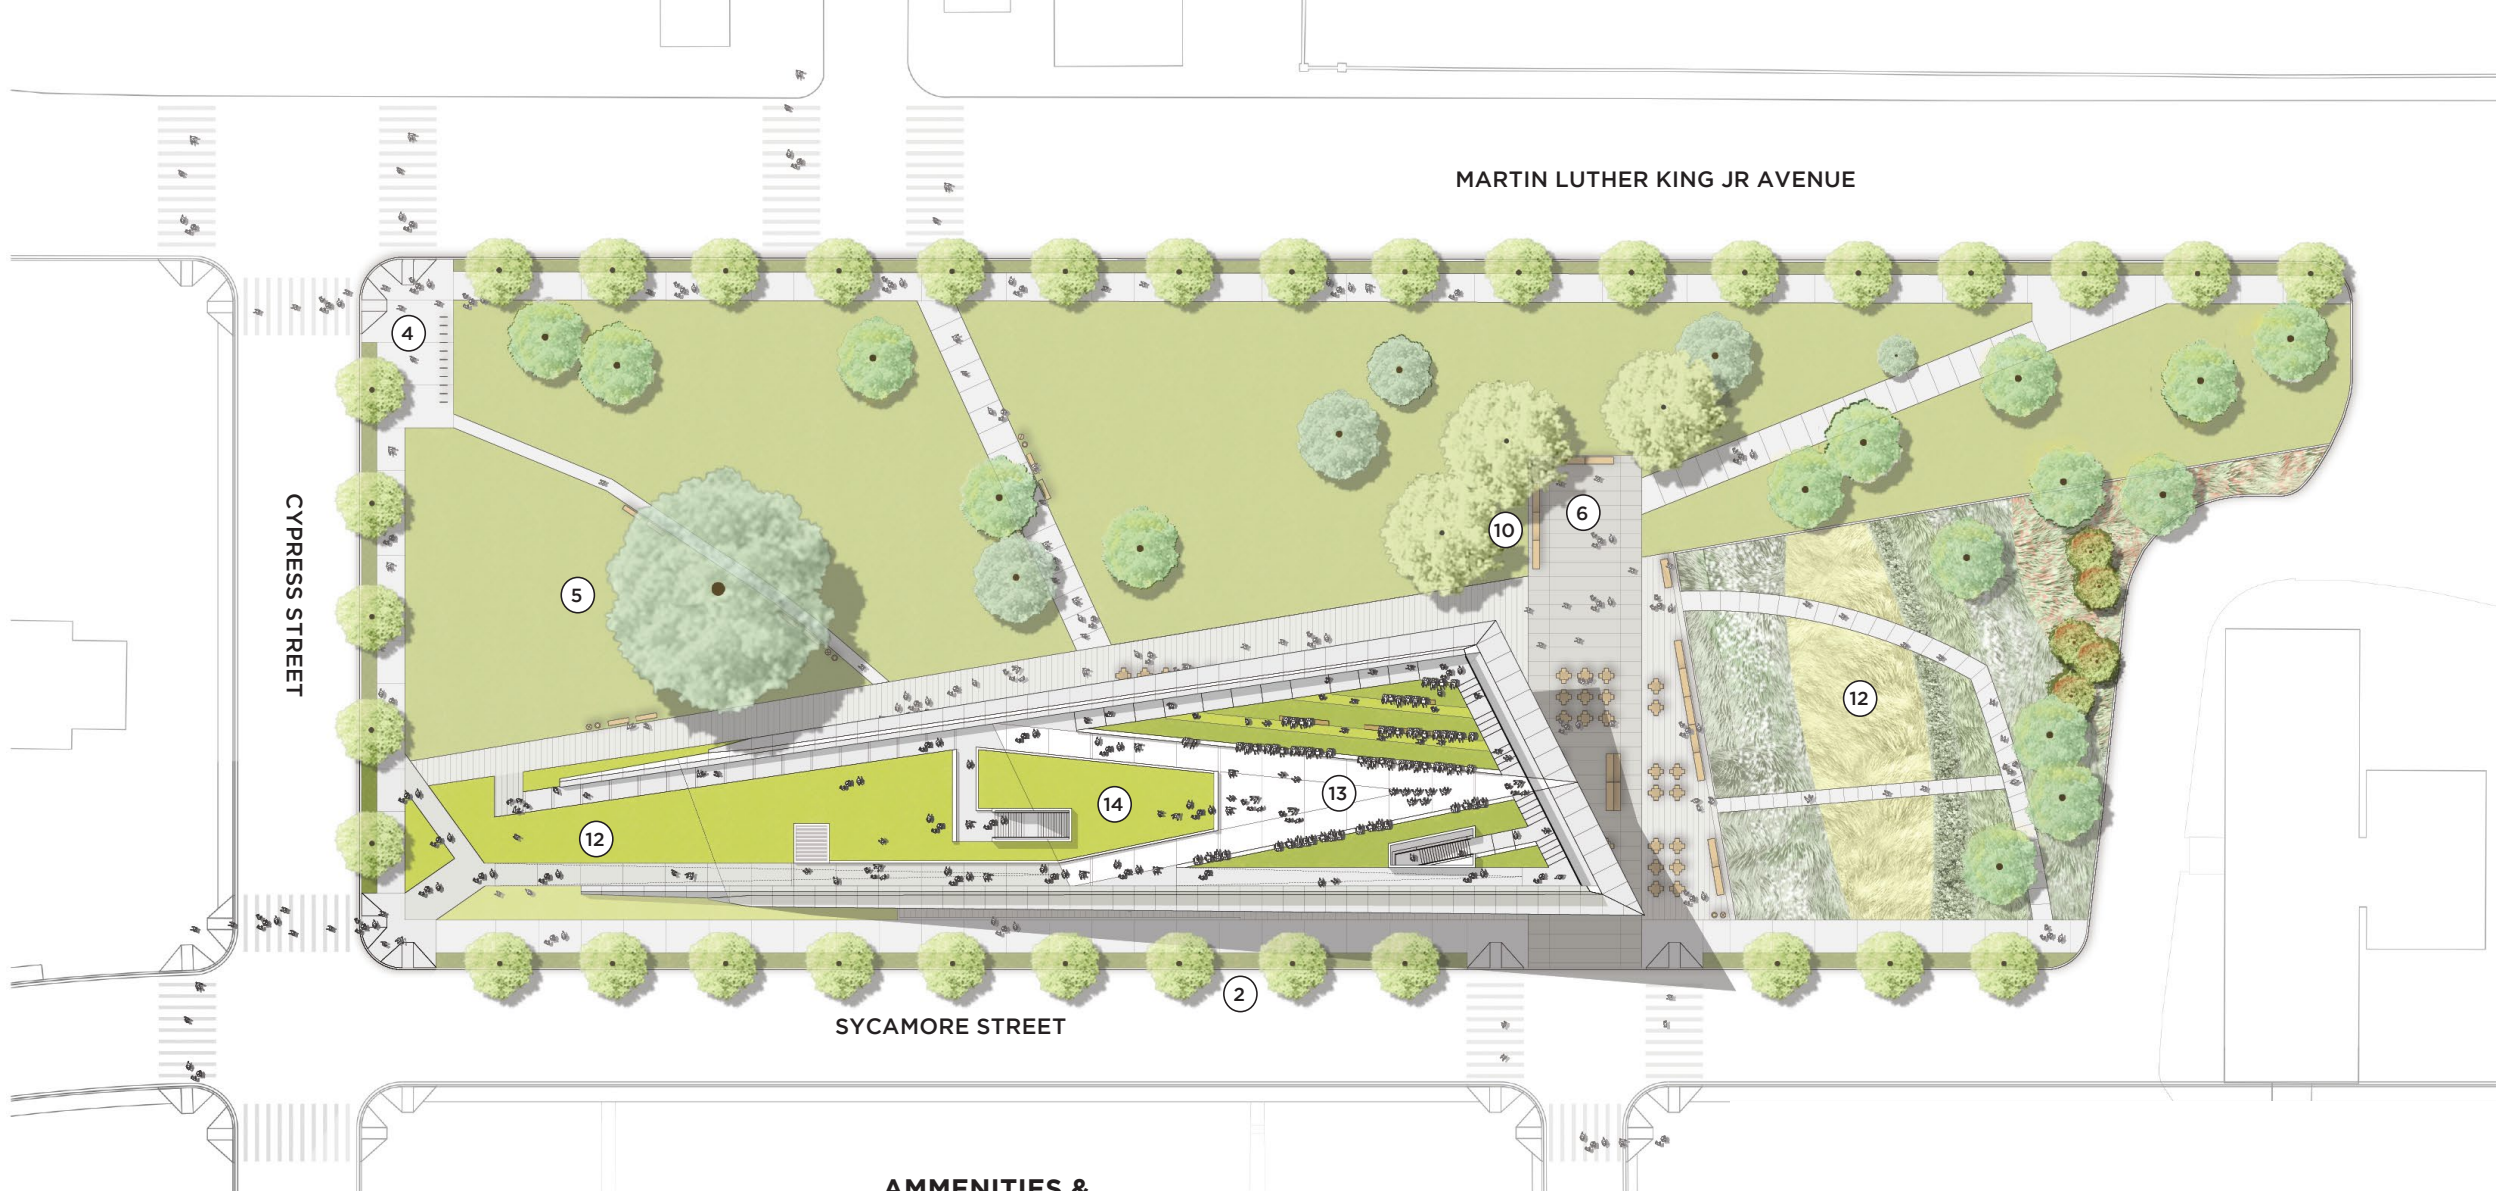 MARTIN LUTHER KING JR AVENUE
4
CYPRESS STREET
6
10
5
12
13
14
12
2
SYCAMORE STREET
AMMENITIES &